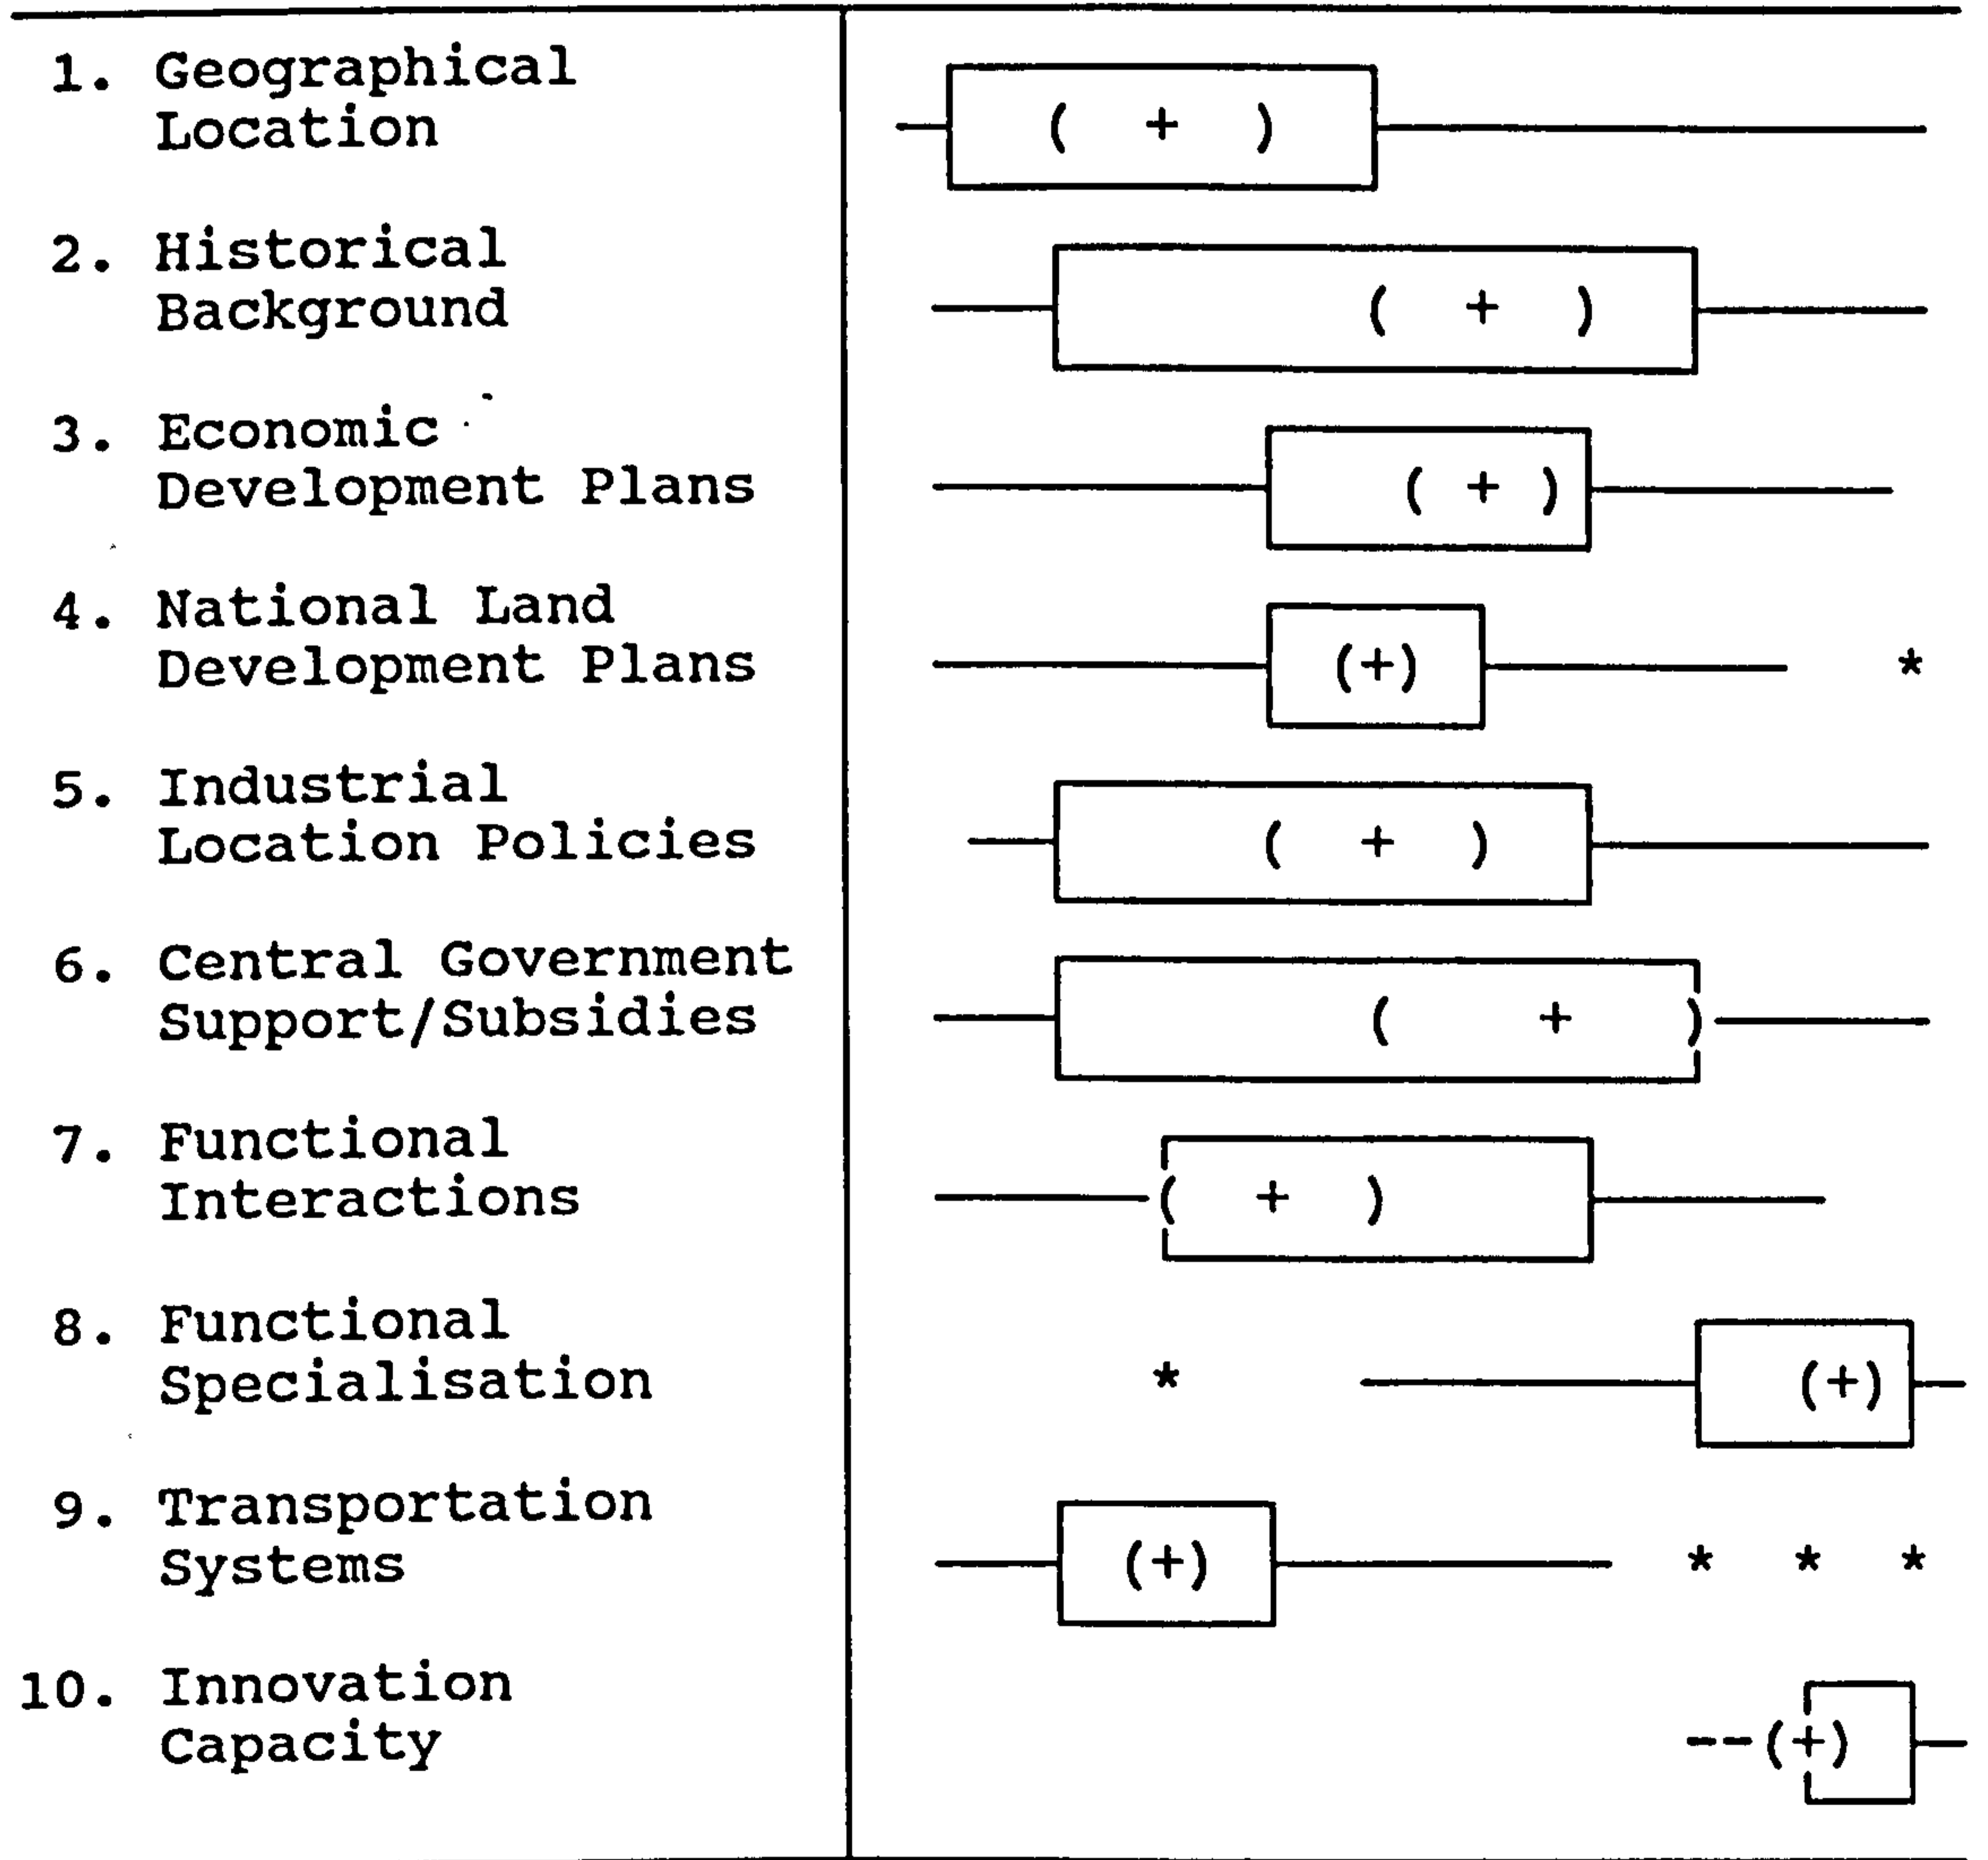 1. Geographical
Location
( + )
2. Historical
Background
( + )
3. Economic
Development Plans
( + )
4. National Land
Development Plans
(+) *
5. Industrial
Location Policies
( + )
6. Central Government
Support/Subsidies
( + )
7. Functional
Interactions
( + )
8. Functional
Specialisation
* (+)
9. Transportation
Systems
(+) * * *
10. Innovation
Capacity
--(+)